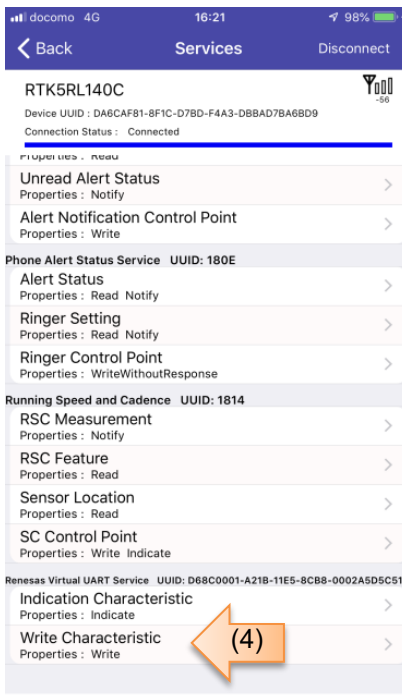 docomo 4G 16:21 98%
Back Services Disconnect
RTK5RL140C
-56
Device UUID : DA6CAF81-8F1C-D7BD-F4A3-DBBAD7BA6BD9
Connection Status : Connected
Properties : Read
Unread Alert Status
Properties : Notify
Alert Notification Control Point
Properties : Write
Phone Alert Status Service UUID: 180E
Alert Status
Properties : Read Notify
Ringer Setting
Properties : Read Notify
Ringer Control Point
Properties : WriteWithoutResponse
Running Speed and Cadence UUID: 1814
RSC Measurement
Properties : Notify
RSC Feature
Properties : Read
Sensor Location
Properties : Read
SC Control Point
Properties : Write Indicate
Renesas Virtual UART Service UUID: D68C0001-A21B-11E5-8CB8-0002A5D5C51
Indication Characteristic
Properties : Indicate
Write Characteristic
Properties : Write
(4)